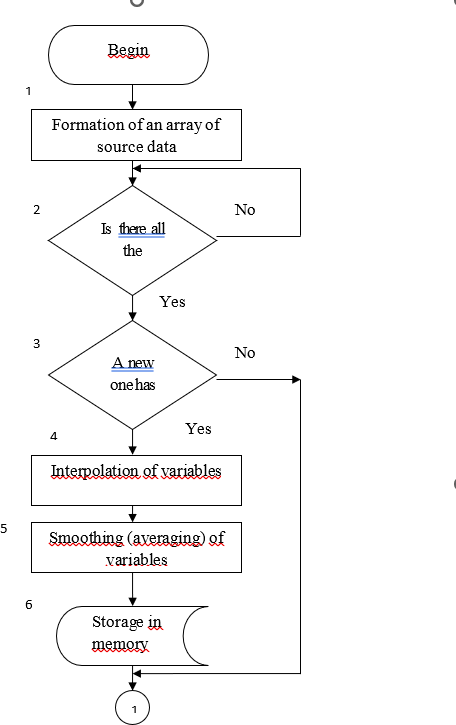 Begin
1
Formation of an array of
source data
2
Is there all
the
No
Yes
3
A new
one has
No
Yes
4
Interpolation of variables
5
Smoothing (averaging) of
variables
6
Storage in
memory
1